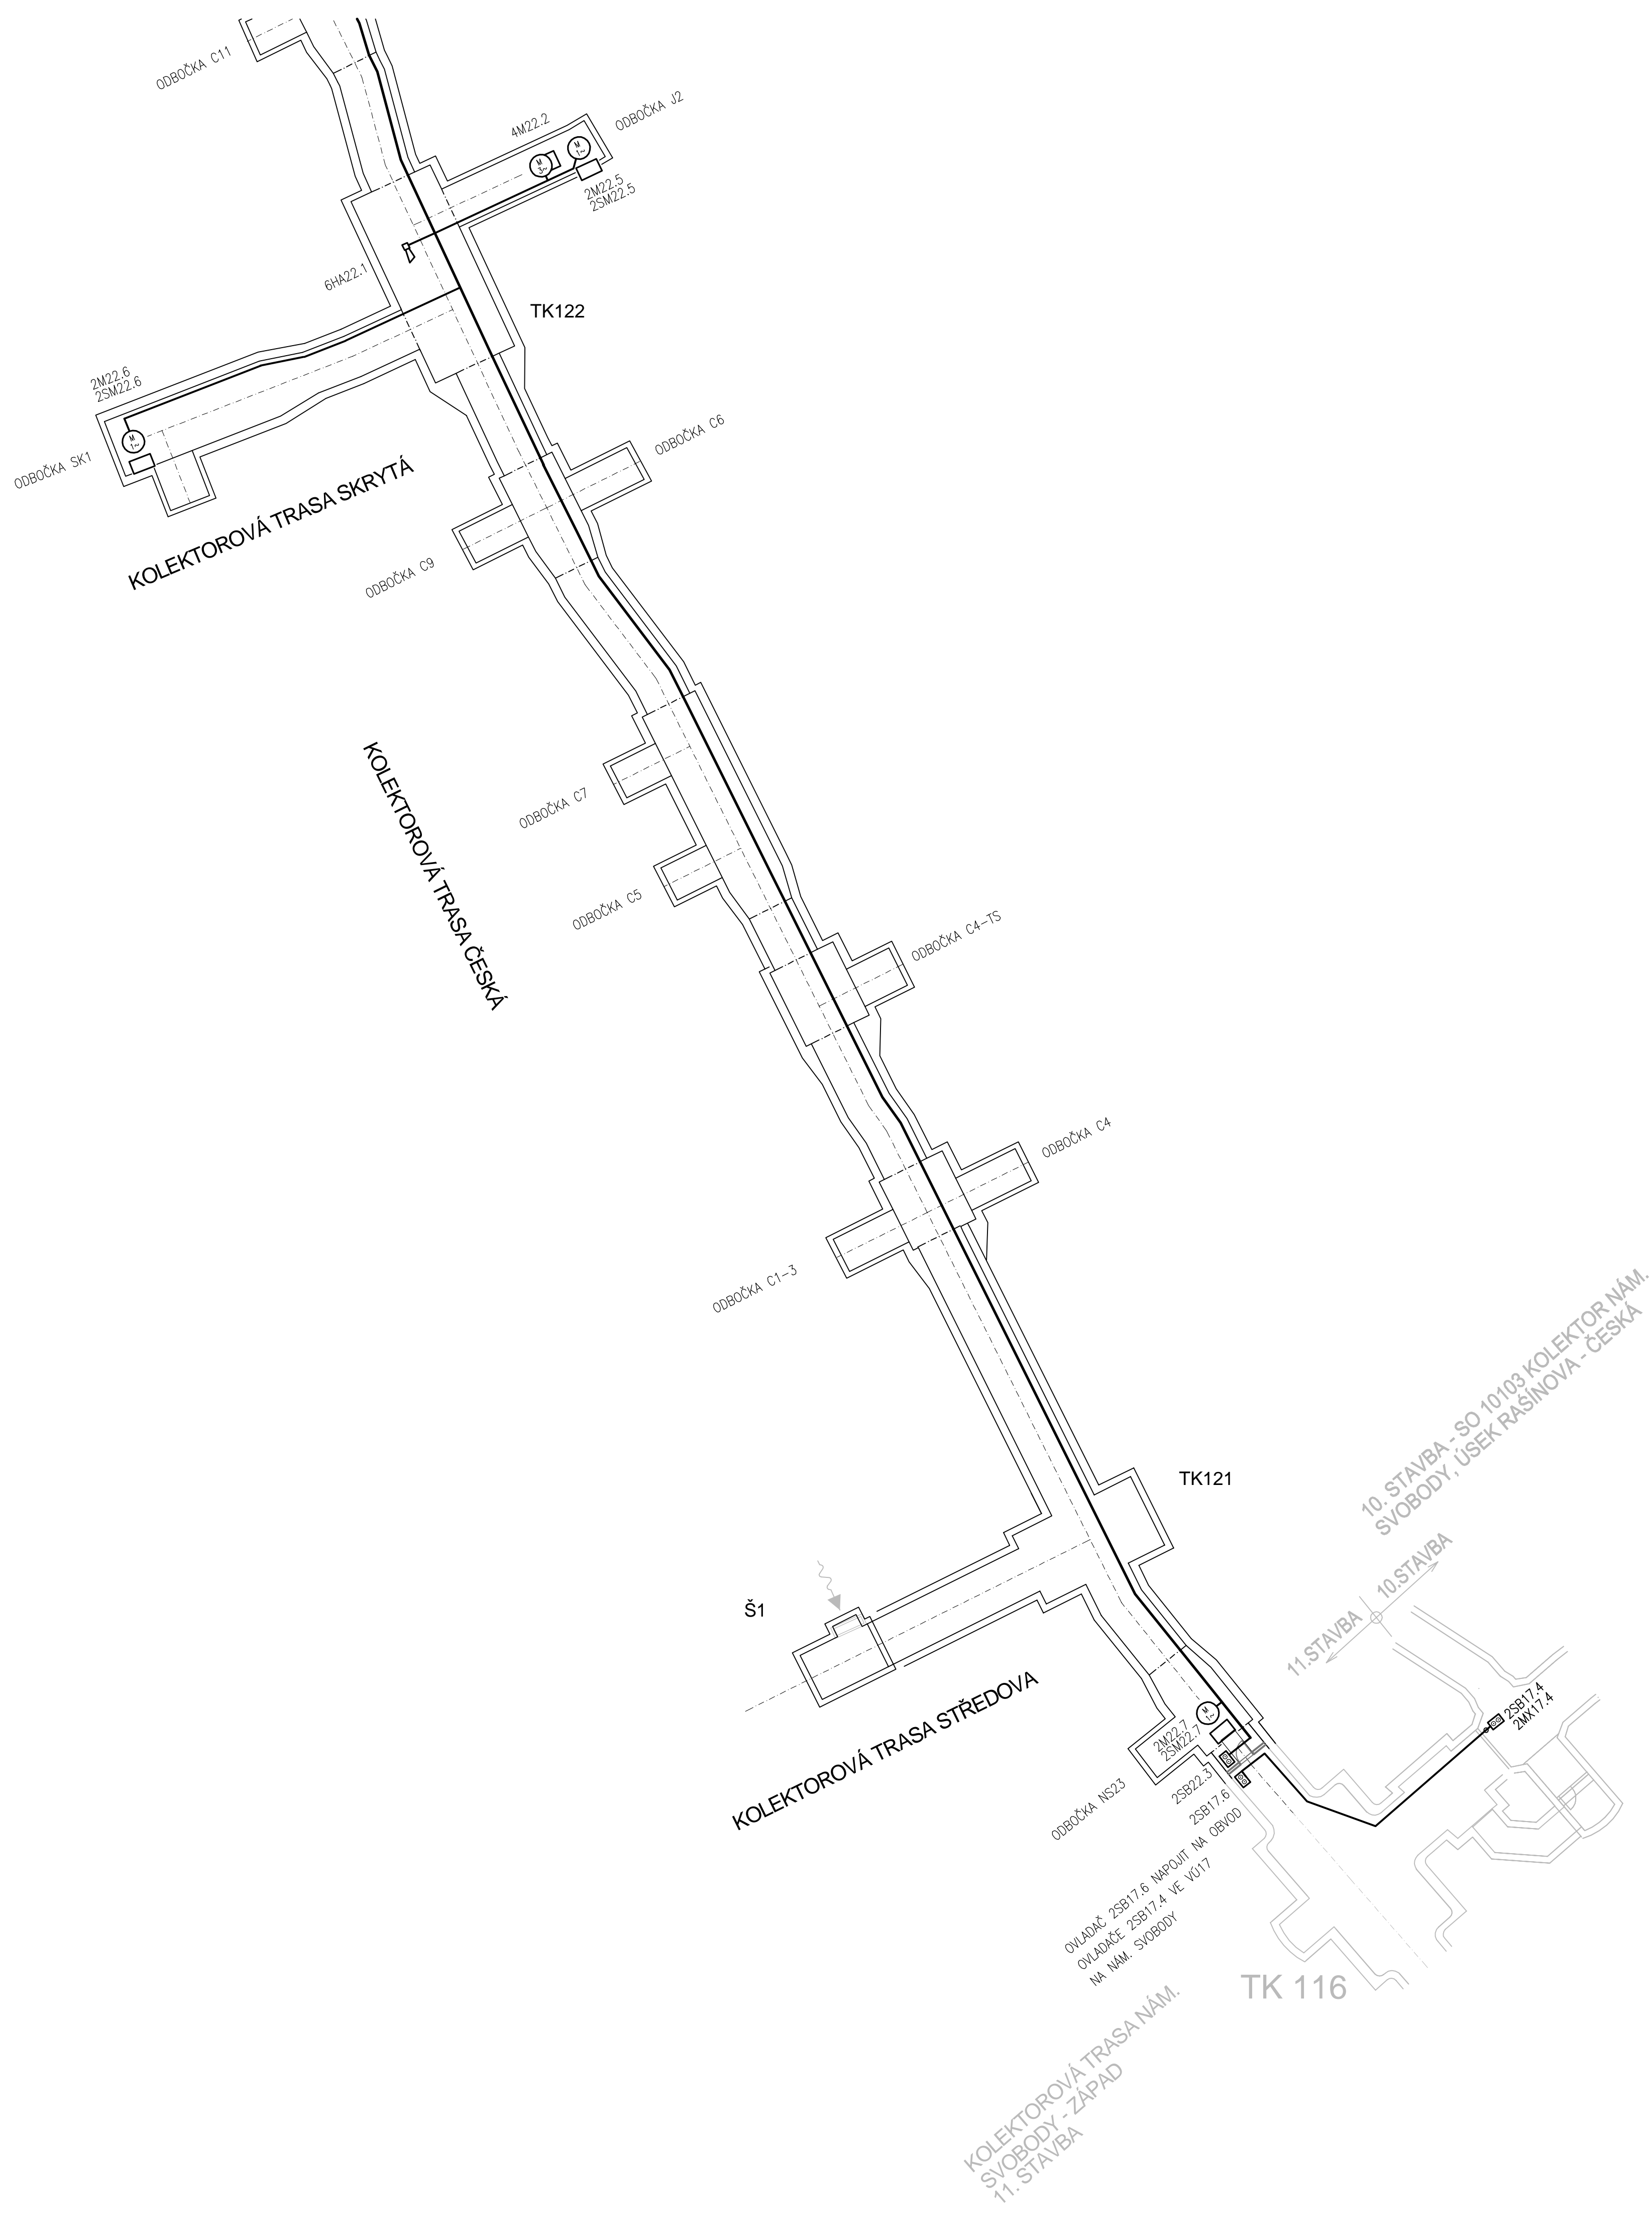 ODBOČKA C11
4M22.2
ODBOČKA J2
M
3~
M
1~
2M22.5
2SM22.5
6HA22.1
TK122
2M22.6
2SM22.6
M
1~
ODBOČKA SK1
KOLEKTOROVÁ TRASA SKRYTÁ
ODBOČKA C6
ODBOČKA C9
KOLEKTOROVÁ TRASA ČESKÁ
ODBOČKA C7
ODBOČKA C5
ODBOČKA C4-TS
ODBOČKA C4
ODBOČKA C1-3
10. STAVBA - SO 10103 KOLEKTOR NÁM.
SVOBODY, ÚSEK RAŠÍNOVA - ČESKÁ
TK121
10.STAVBA
11.STAVBA
Š1
KOLEKTOROVÁ TRASA STŘEDOVA
2SB17.4
2MX17.4
M
1~
2M22.7
2SM22.7
2SB22.3
2SB17.6
ODBOČKA NS23
OVLADAČ 2SB17.6 NAPOJIT NA OBVOD
OVLADAČE 2SB17.4 VE VÚ17
NA NÁM. SVOBODY
TK 116
KOLEKTOROVÁ TRASA NÁM.
SVOBODY - ZÁPAD
11. STAVBA